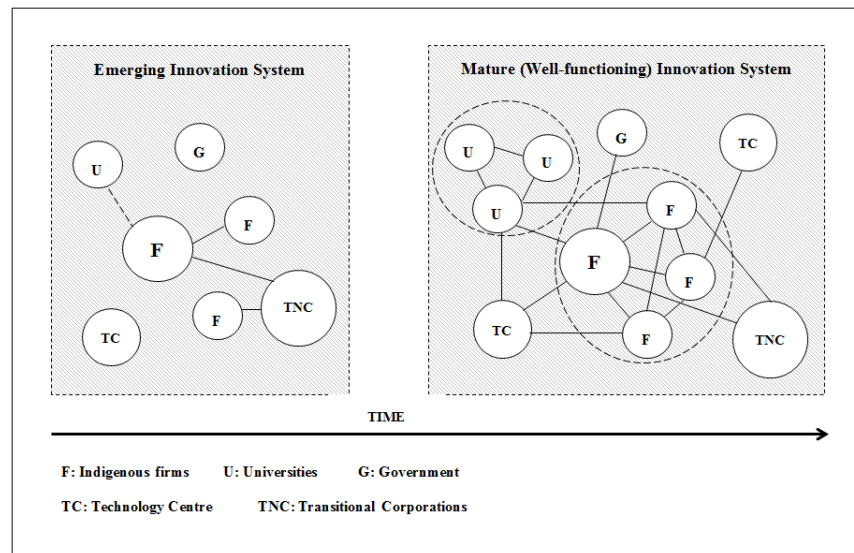 Emerging Innovation System
U
G
F
F
F
TNC
TC
Mature (Well-functioning) Innovation System
U
U
U
G
TC
F
F
F
F
TC
TNC
TIME
F: Indigenous firms U: Universities G: Government
TC: Technology Centre TNC: Transitional Corporations